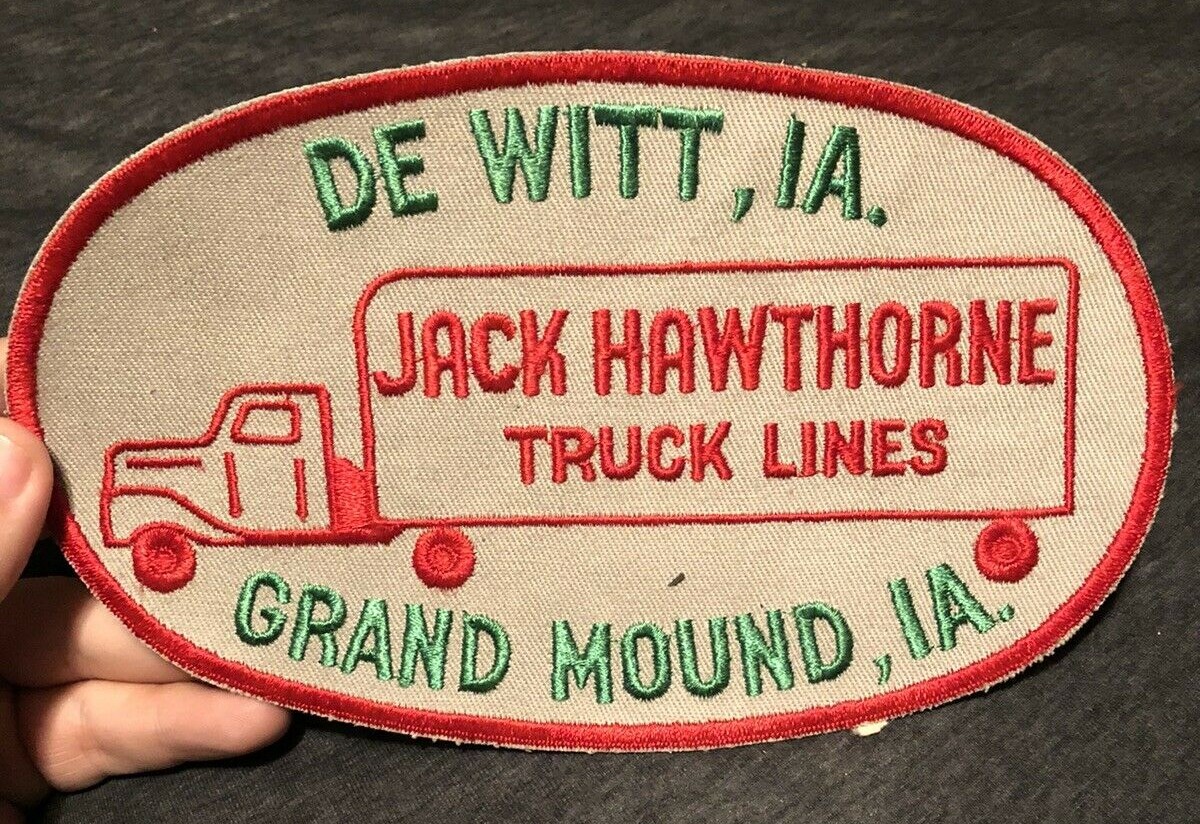 DE WITT, IA.
JACK HAWTHORNE
TRUCK LINES
GRAND MOUND, IA.